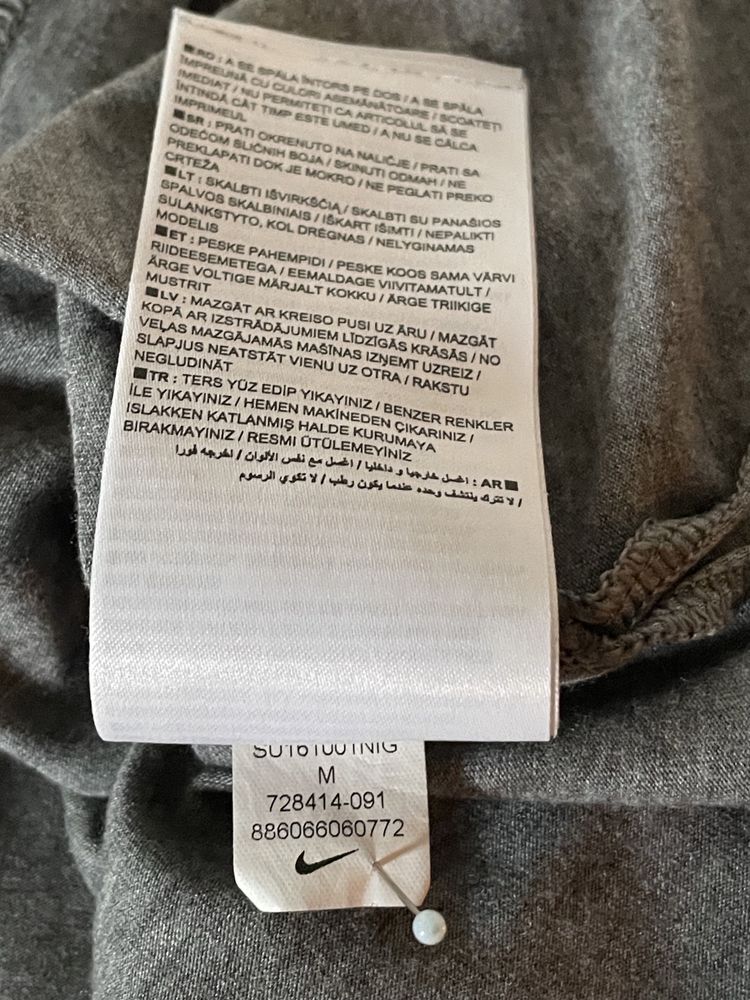 ■RO : A SE SPĂLA ÎNTORS PE DOS / A SE SPĂLA
ÎMPREUNĂ CU CULORI ASEMĂNĂTOARE / SCOATEȚI
IMEDIAT / NU PERMITEȚI CA ARTICOLUL SĂ SE
ÎNTINDĂ CÂT TIMP ESTE UMED / A NU SE CĂLCA
IMPRIMEUL
■SR : PRATI OKRENUTO NA NALIČJE / PRATI SA
ODEĆOM SLIČNIH BOJA / SKINUTI ODMAH / NE
PREKLAPATI DOK JE MOKRO / NE PEGLATI PREKO
CRTEŽA
■LT : SKALBTI IŠVIRKŠČIĄ / SKALBTI SU PANAŠIOS
SPALVOS SKALBINIAIS / IŠKART IŠIMTI / NEPALIKTI
SULANKSTYTO, KOL DRĖGNAS / NELYGINAMAS
MODELIS
■ET : PESKE PAHEMPIDI / PESKE KOOS SAMA VÄRVI
RIIDEESEMETEGA / EEMALDAGE VIIVITAMATULT /
ÄRGE VOLTIGE MÄRJALT KOKKU / ÄRGE TRIIKIGE
MUSTRIT
■LV : MAZGĀT AR KREISO PUSI UZ ĀRU / MAZGĀT
KOPĀ AR IZSTRĀDĀJUMIEM LĪDZĪGĀS KRĀSĀS / NO
VEĻAS MAZGĀJAMĀS MAŠĪNAS IZŅEMT UZREIZ /
SLAPJUS NEATSTĀT VIENU UZ OTRA / RAKSTU
NEGLUDINĀT
■TR : TERS YÜZ EDİP YIKAYINIZ / BENZER RENKLER
İLE YIKAYINIZ / HEMEN MAKİNEDEN ÇIKARINIZ /
ISLAKKEN KATLANMIŞ HALDE KURUMAYA
BIRAKMAYINIZ / RESMI ÜTÜLEMEYİNİZ
■ AR : اغسل خارجيا و داخليا / اغسل مع نفس الألوان / اخرجه فورا
/ لا تترك ينتشف وحده عندما يكون رطب / لا تكوي الرسوم
SU161001NIG
M
728414-091
886066060772